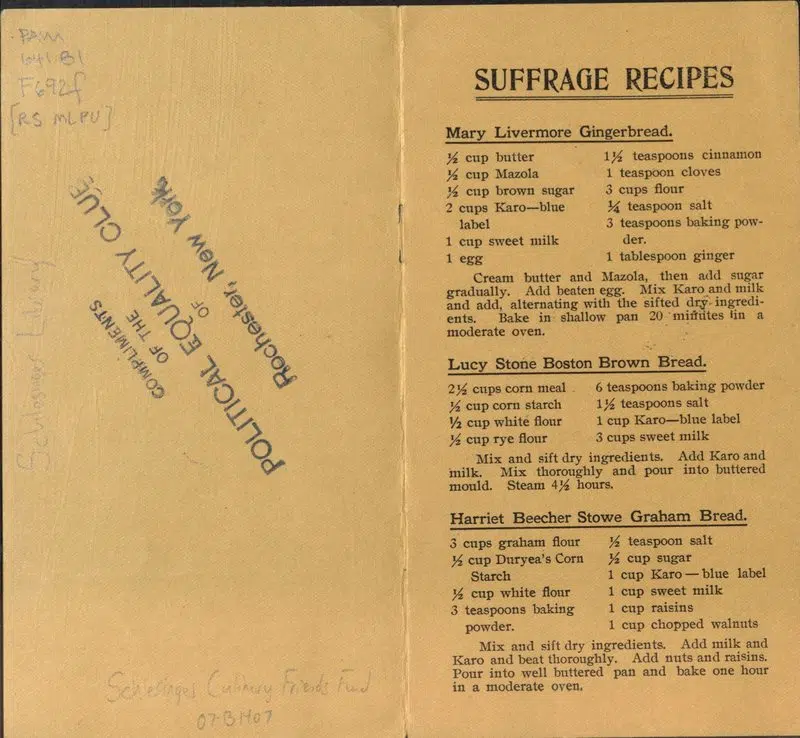 PAM
641 B1
F692f
[RS MLPU]
COMPLIMENTS
OF THE
POLITICAL EQUALITY CLUB
OF
Rochester, New York
Schlesinger Library
Schlesinger Culinary Friends Fund
07-B1407
SUFFRAGE RECIPES
Mary Livermore Gingerbread.
½ cup butter
½ cup Mazola
½ cup brown sugar
2 cups Karo—blue
label
1 cup sweet milk
1 egg
1½ teaspoons cinnamon
1 teaspoon cloves
3 cups flour
¼ teaspoon salt
3 teaspoons baking pow-
der.
1 tablespoon ginger
Cream butter and Mazola, then add sugar
gradually. Add beaten egg. Mix Karo and milk
and add, alternating with the sifted dry ingredi-
ents. Bake in shallow pan 20 minutes in a
moderate oven.
Lucy Stone Boston Brown Bread.
2½ cups corn meal
½ cup corn starch
½ cup white flour
½ cup rye flour
6 teaspoons baking powder
1½ teaspoons salt
1 cup Karo—blue label
3 cups sweet milk
Mix and sift dry ingredients. Add Karo and
milk. Mix thoroughly and pour into buttered
mould. Steam 4½ hours.
Harriet Beecher Stowe Graham Bread.
3 cups graham flour
½ cup Duryea's Corn
Starch
½ cup white flour
3 teaspoons baking
powder.
½ teaspoon salt
½ cup sugar
1 cup Karo—blue label
1 cup sweet milk
1 cup raisins
1 cup chopped walnuts
Mix and sift dry ingredients. Add milk and
Karo and beat thoroughly. Add nuts and raisins.
Pour into well buttered pan and bake one hour
in a moderate oven.